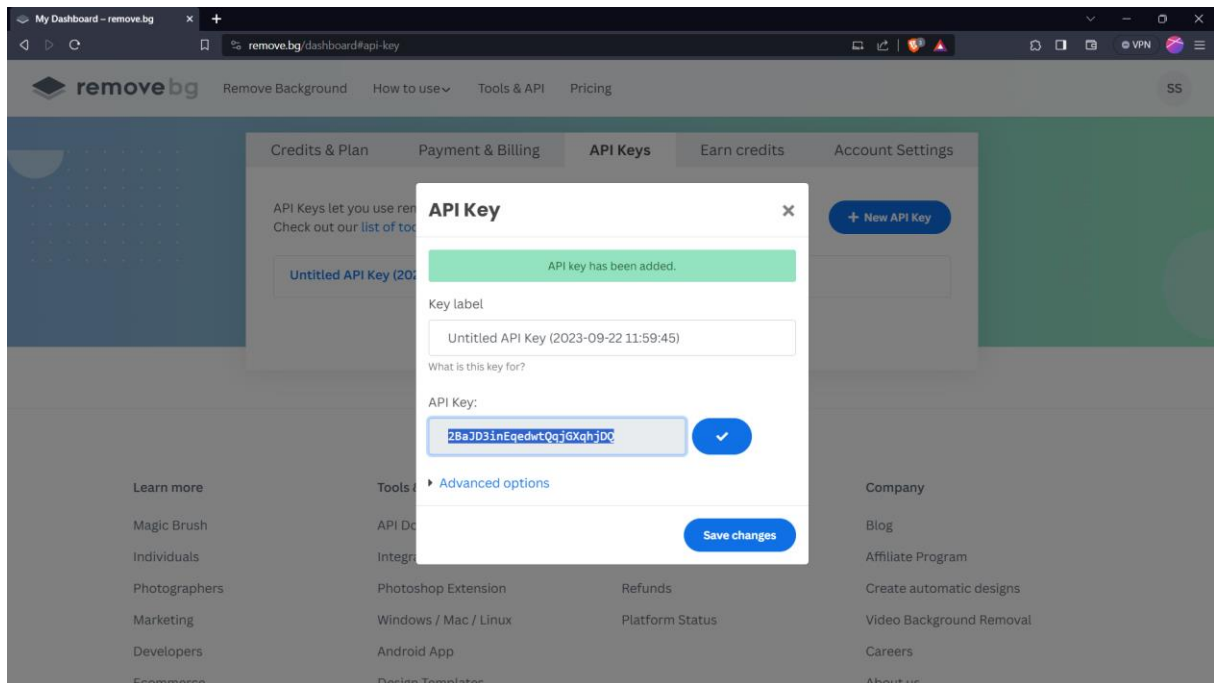 My Dashboard – remove.bg
remove.bg/dashboard#api-key
VPN
removebg Remove Background How to use Tools & API Pricing SS
Credits & Plan Payment & Billing API Keys Earn credits Account Settings
API Keys let you use
Check out our list of
+ New API Key
Untitled API Key
API Key
API key has been added.
Key label
Untitled API Key (2023-09-22 11:59:45)
What is this key for?
API Key:
2BaJD3inEqedwtQqjGXqhjDQ
Advanced options
Save changes
Learn more
Magic Brush
Individuals
Photographers
Marketing
Developers
Tools
API
Photoshop Extension
Windows / Mac / Linux
Android App
Refunds
Platform Status
Company
Blog
Affiliate Program
Create automatic designs
Video Background Removal
Careers